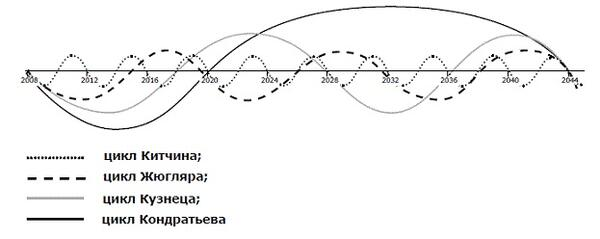 2008 2012 2016 2020 2024 2028 2032 2036 2040 2044
цикл Китчина;
цикл Жюгляра;
цикл Кузнеца;
цикл Кондратьева